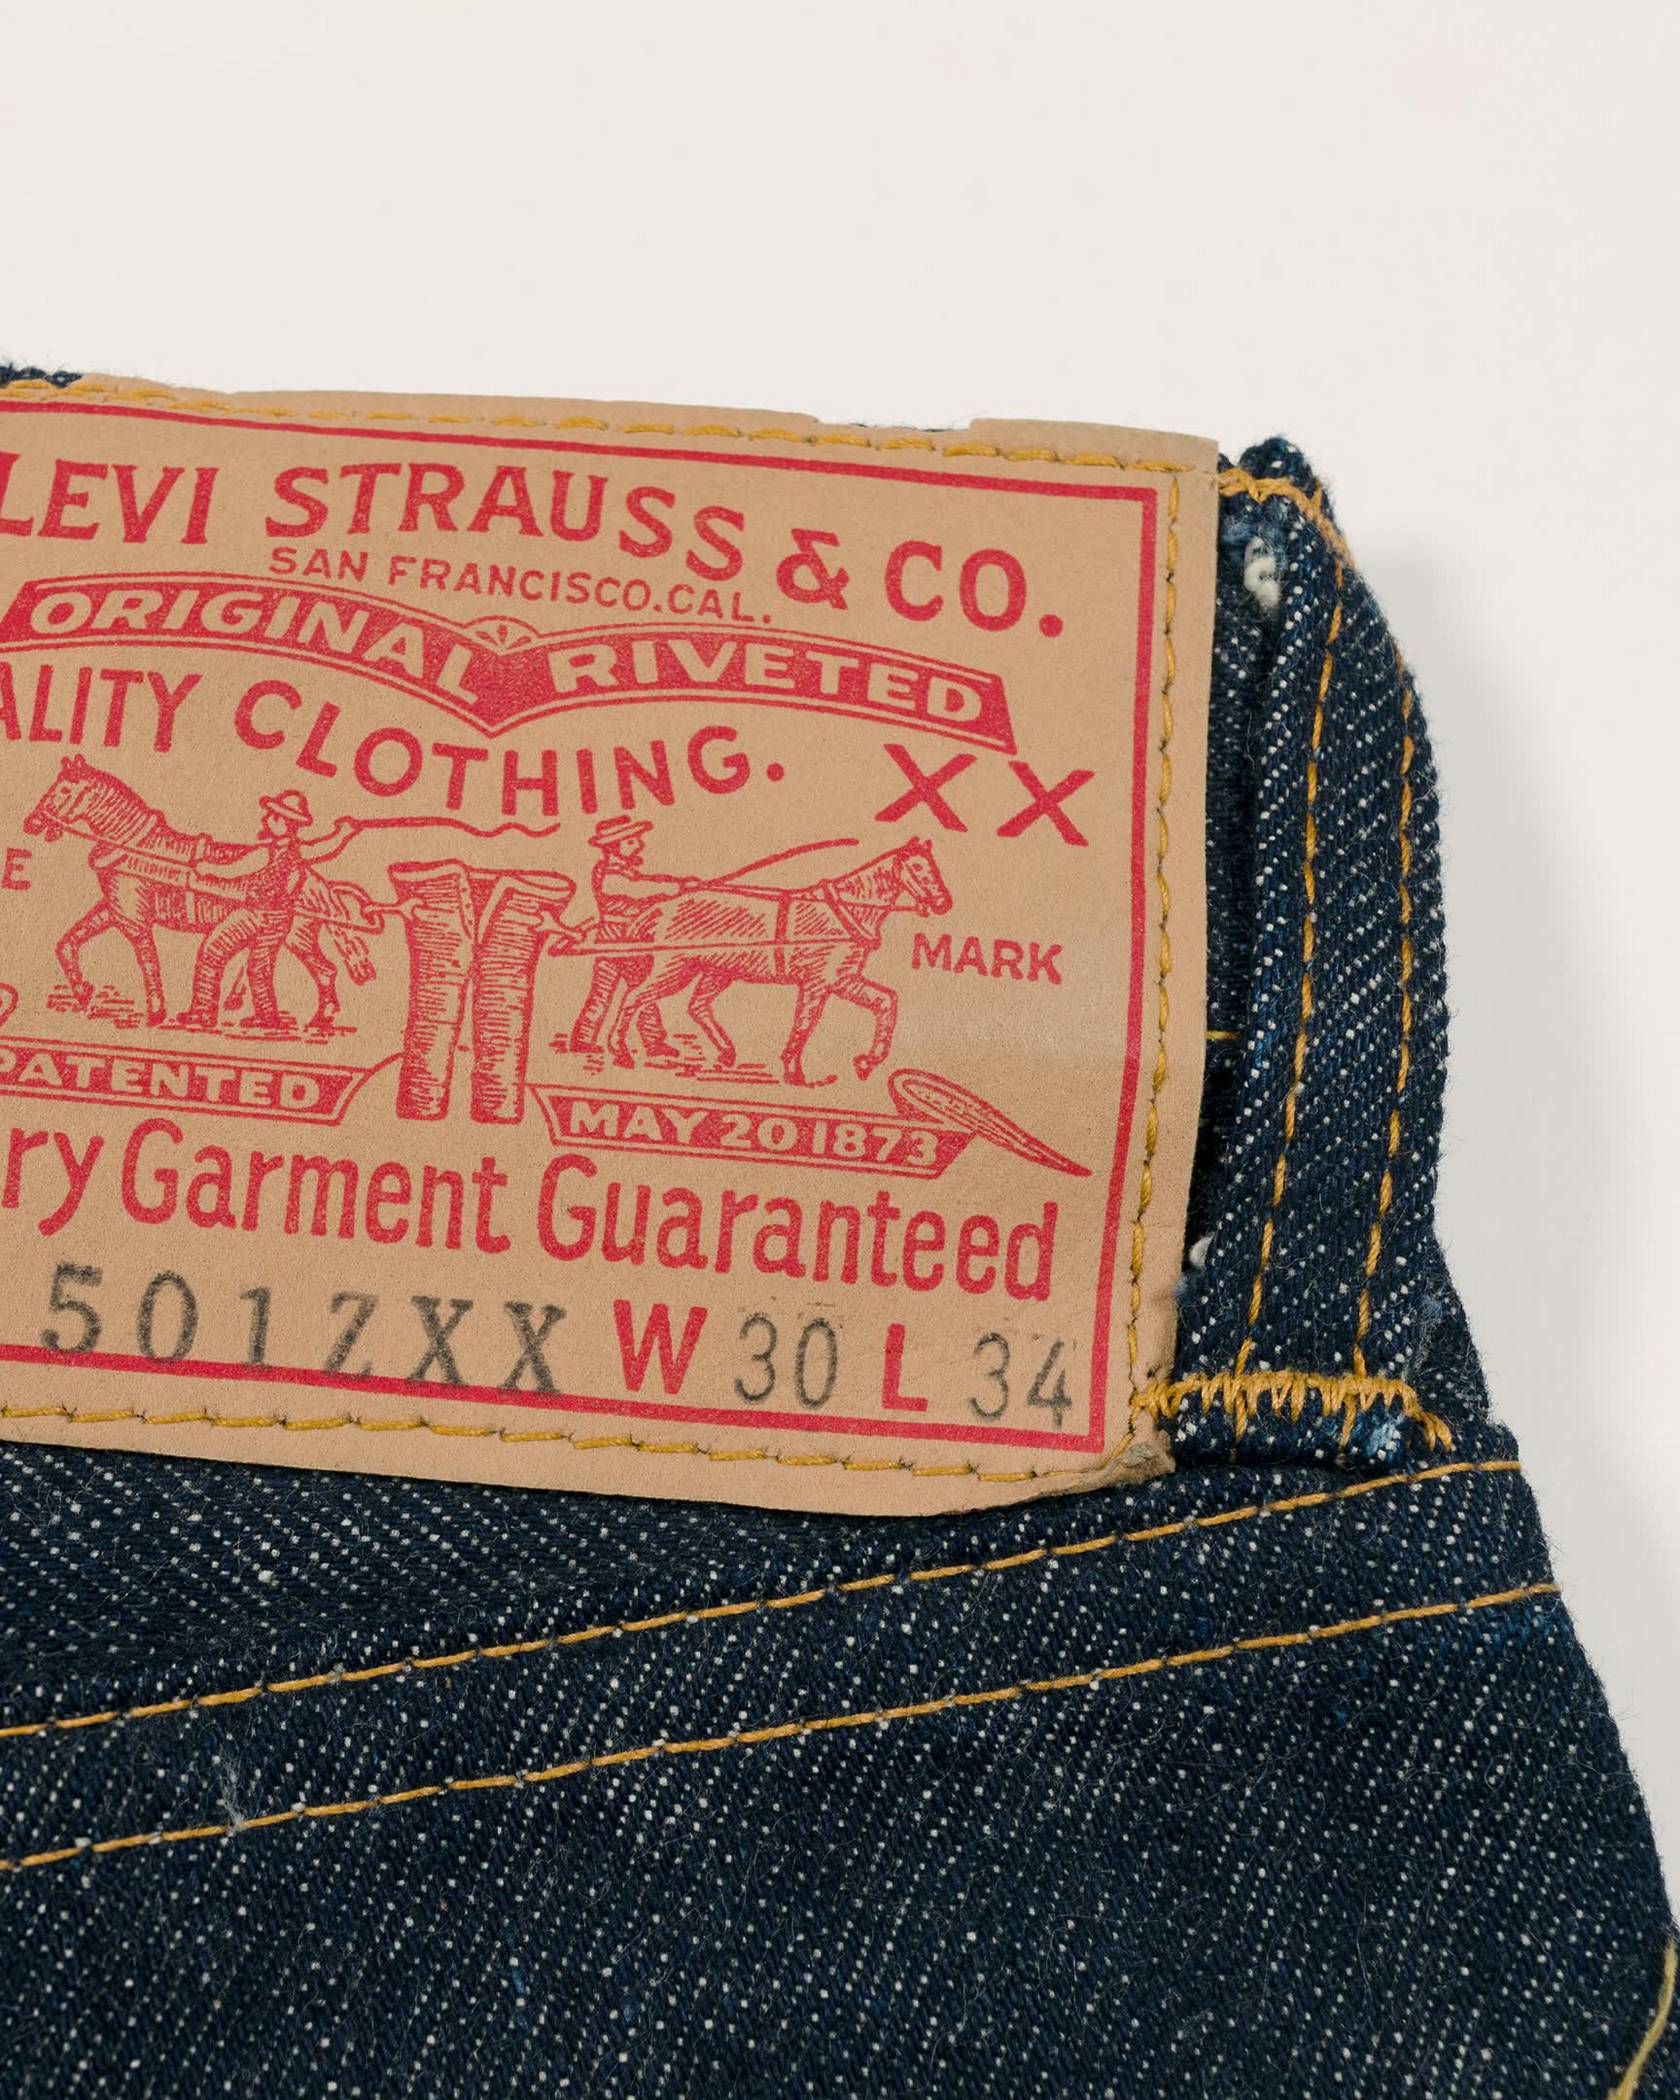 LEVI STRAUSS & CO.
SAN FRANCISCO.CAL.
ORIGINAL RIVETED
ALITY CLOTHING.
XX
E
MARK
PATENTED
MAY 20 1873
ry Garment Guaranteed
501ZXX W 30 L 34